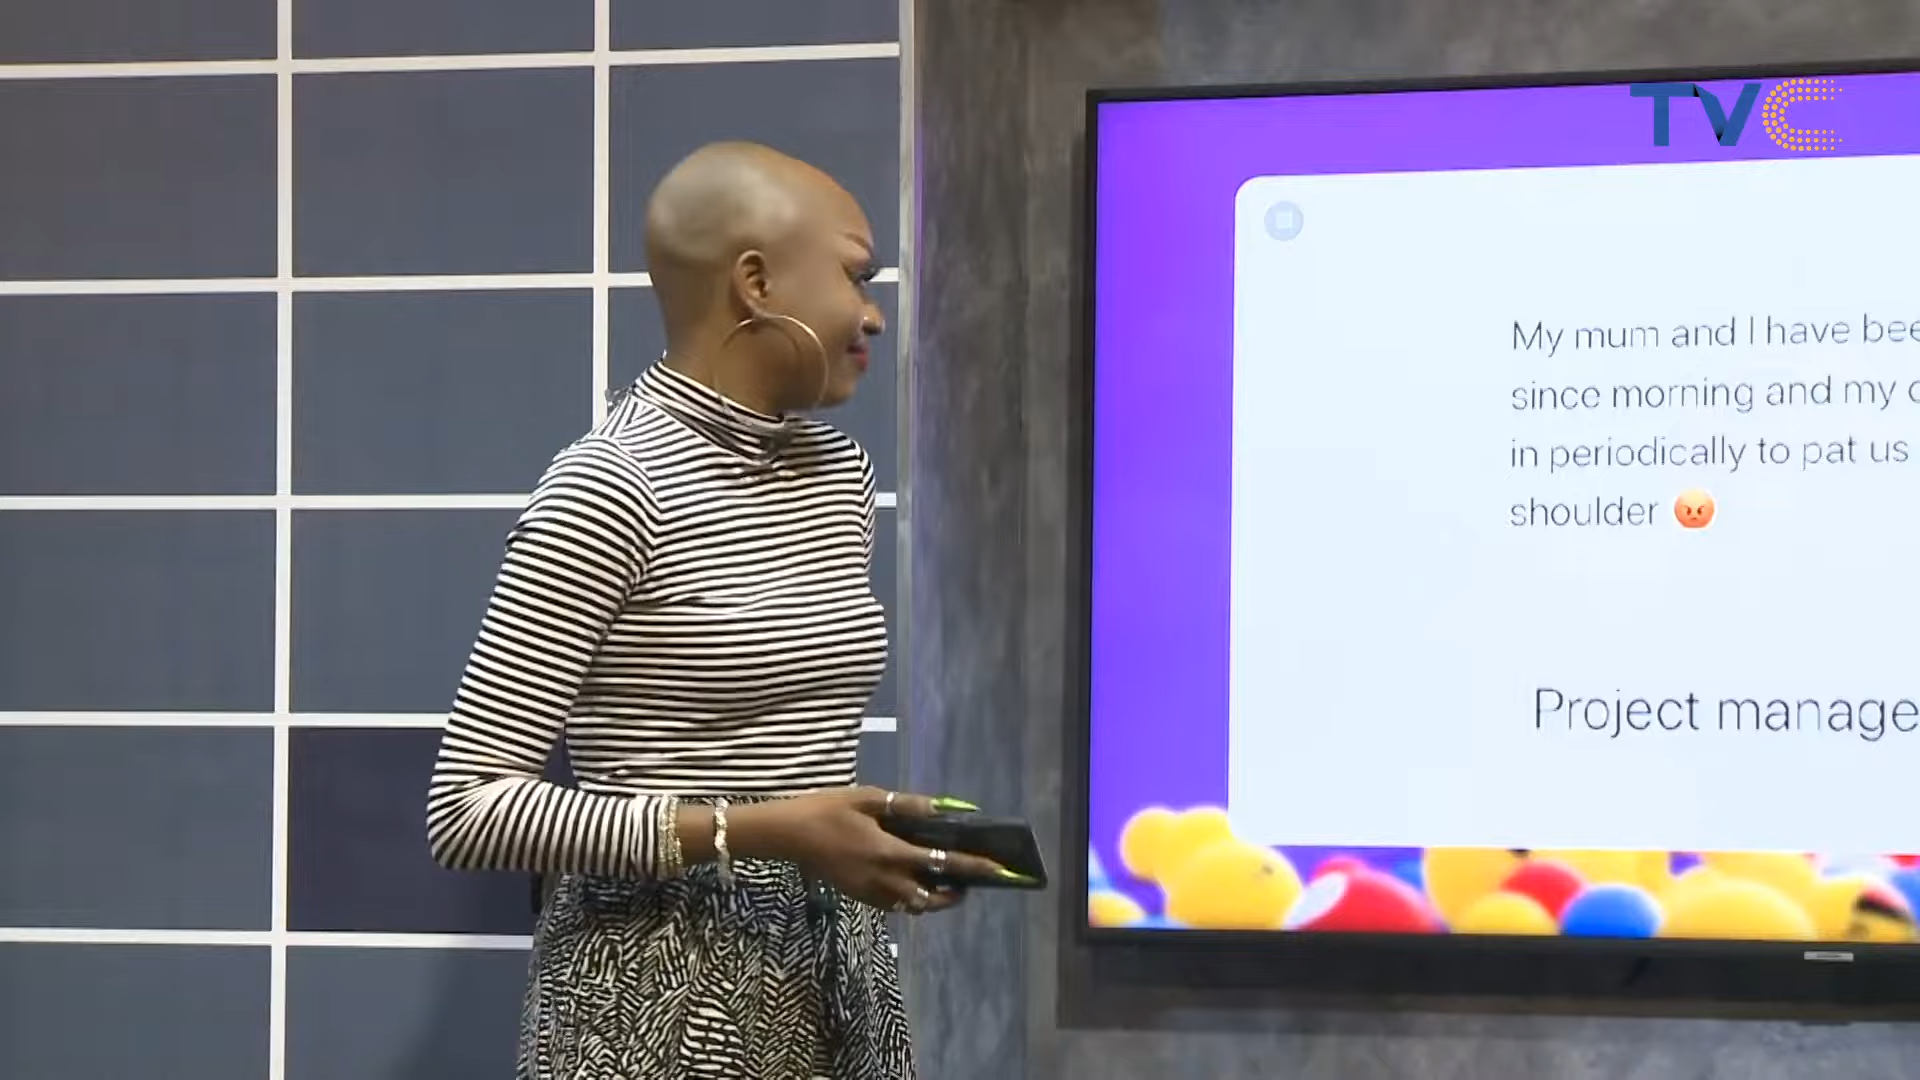 TVC
My mum and I have bee
since morning and my
in periodically to pat us
shoulder 😡
Project manage